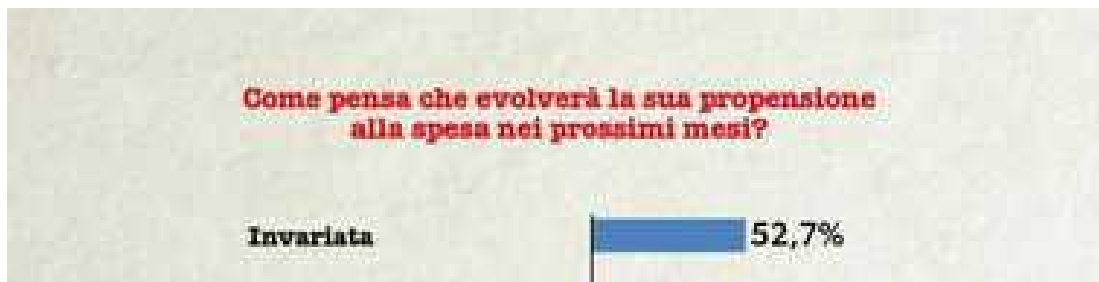 Come pensa che evolverà la sua propensione
alla spesa nei prossimi mesi?
Invariata 52,7%